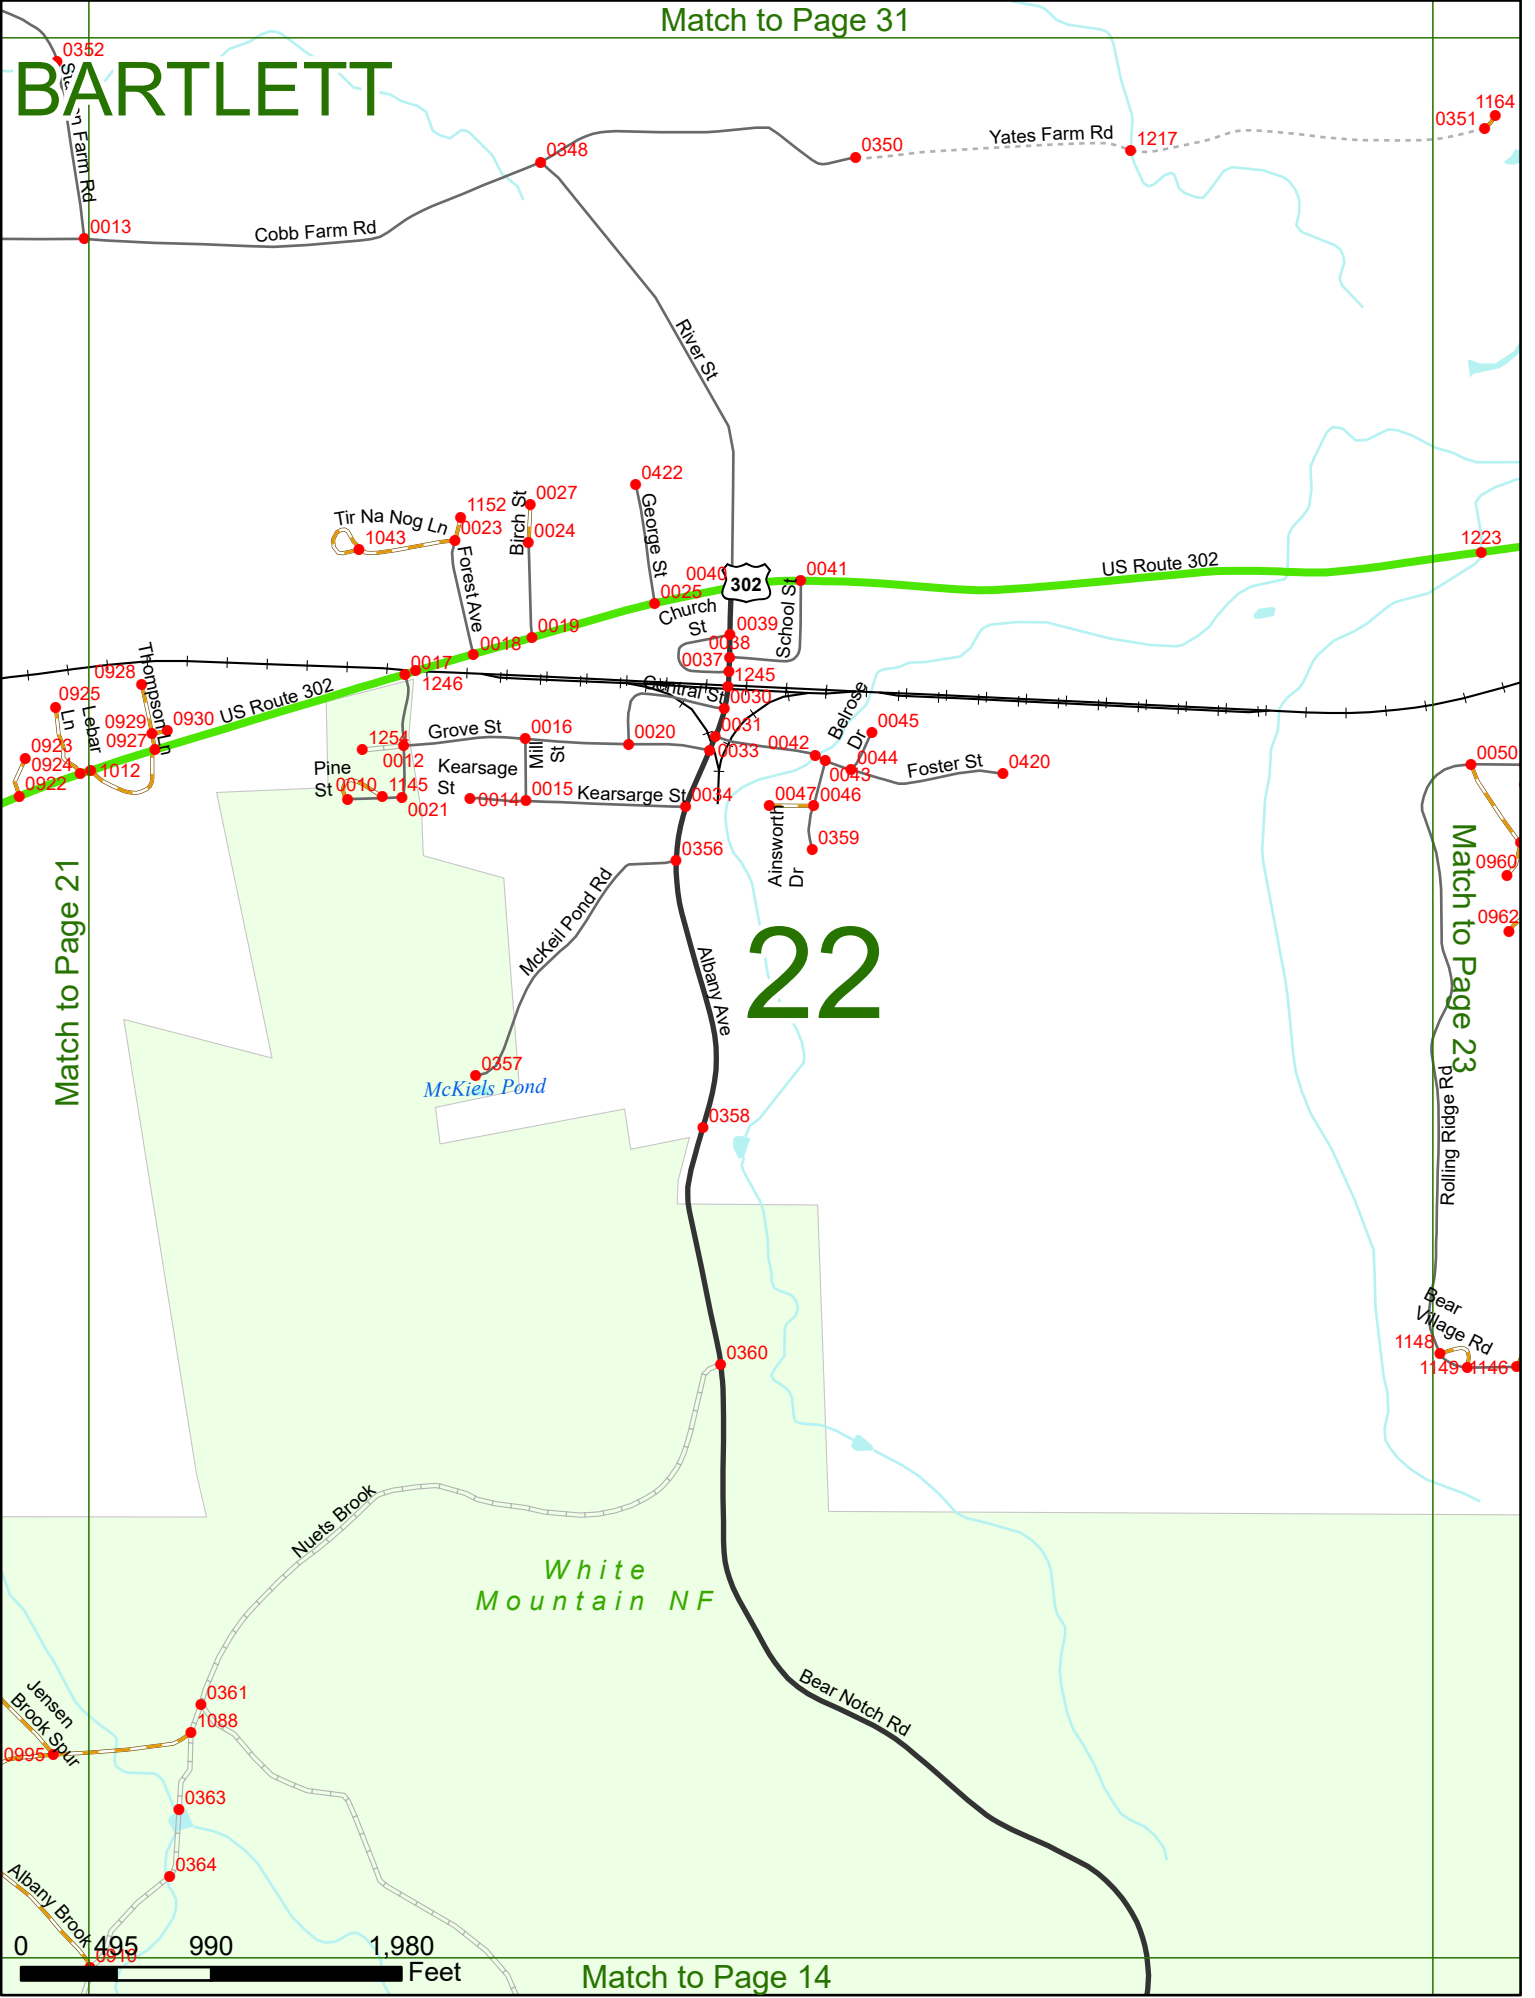 Match to Page 31
0352
BARTLETT
Farm Rd
1164
0351
Yates Farm Rd
1217
0348
0350
0013
Cobb Farm Rd
River St
0422
0027
1152
Tir Na Nog Ln
0023
Birch St
0024
1043
George St
Forest Ave
0040
302
0041
US Route 302
1223
0025
Church
St
School St
0039
0019
0018
0038
0037
0017
1246
1245
Central St
0030
0928
Thompson Ln
0925
Lebar
Ln
0929
0930
US Route 302
0927
0923
0924
1012
0922
1254
0012
Grove St
0016
Mill
St
0020
0031
0033
0042
Belrose
Dr
0045
0044
0043
Foster St
0420
0050
Pine
St
0010
1145
0021
Kearsage
St
0014
0015
Kearsarge St
0034
0047
0046
Ainsworth
Dr
0359
0356
0960
0962
McKeil Pond Rd
Match to Page 21
22
Albany Ave
Match to Page 23
0357
McKiels Pond
0358
Rolling Ridge Rd
Bear
Village Rd
1148
1149
1146
0360
Nuets Brook
White
Mountain NF
Bear Notch Rd
0361
1088
Jensen
Brook Spur
0995
0363
0364
Albany Brook
0910
0 495 990 1,980
Feet
Match to Page 14